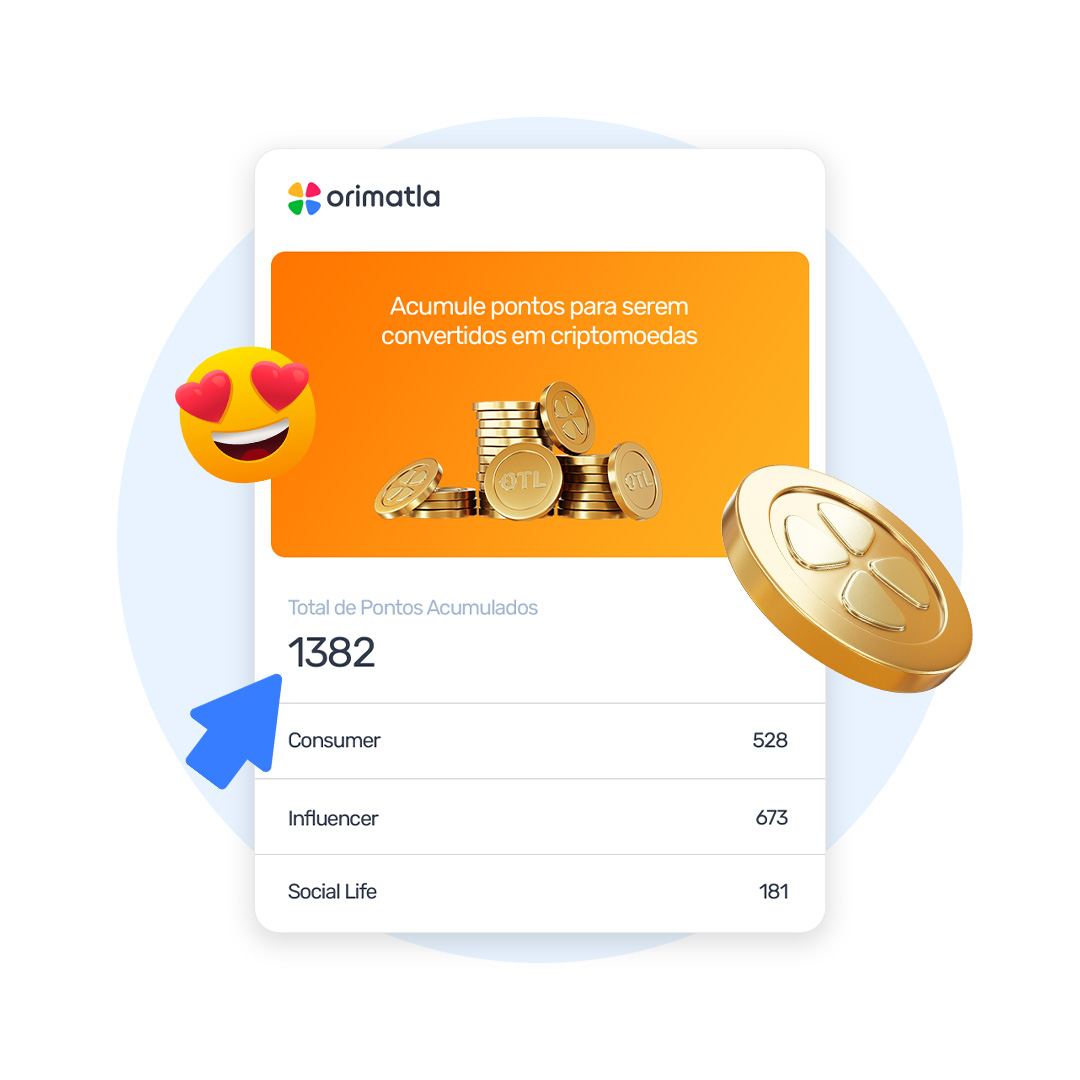 orimatla
Acumule pontos para serem
convertidos em criptomoedas
OTL
OTL
Total de Pontos Acumulados
1382
Consumer 528
Influencer 673
Social Life 181